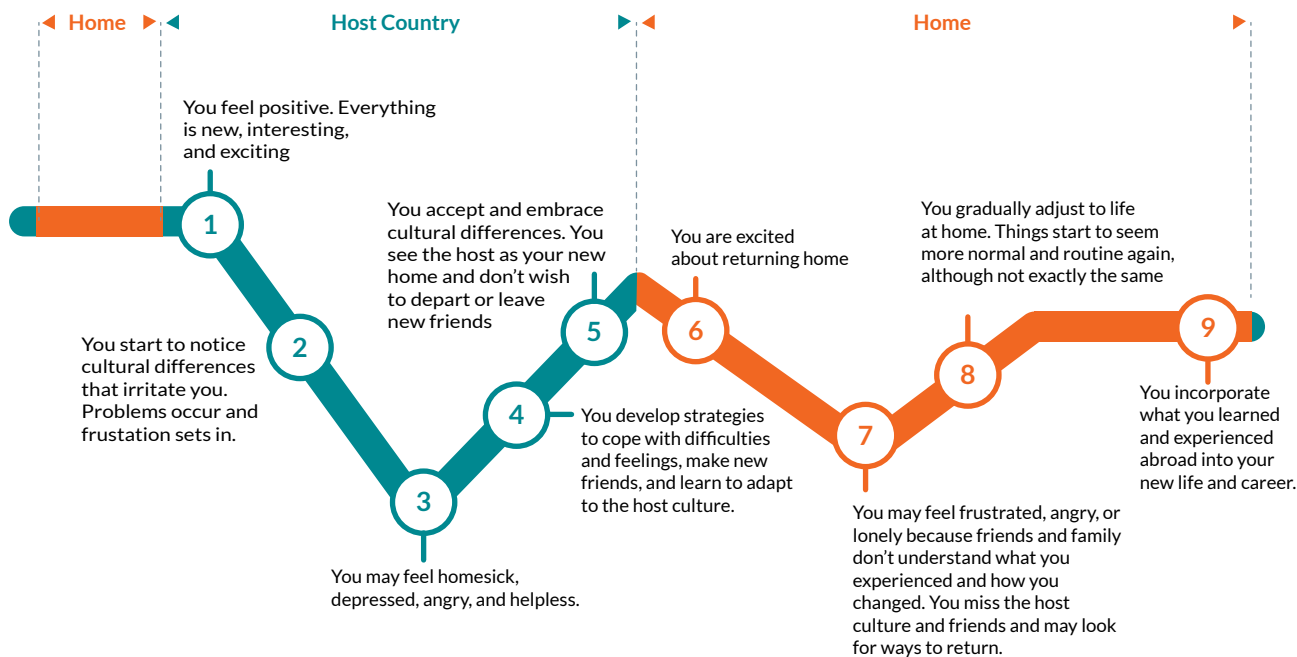 Home
Host Country
Home
You feel positive. Everything
is new, interesting,
and exciting
1
You start to notice
cultural differences
that irritate you.
Problems occur and
frustation sets in.
2
You may feel homesick,
depressed, angry, and helpless.
3
You develop strategies
to cope with difficulties
and feelings, make new
friends, and learn to adapt
to the host culture.
4
You accept and embrace
cultural differences. You
see the host as your new
home and don’t wish
to depart or leave
new friends
5
You are excited
about returning home
6
You may feel frustrated, angry, or
lonely because friends and family
don’t understand what you
experienced and how you
changed. You miss the host
culture and friends and may look
for ways to return.
7
You gradually adjust to life
at home. Things start to seem
more normal and routine again,
although not exactly the same
8
You incorporate
what you learned
and experienced
abroad into your
new life and career.
9